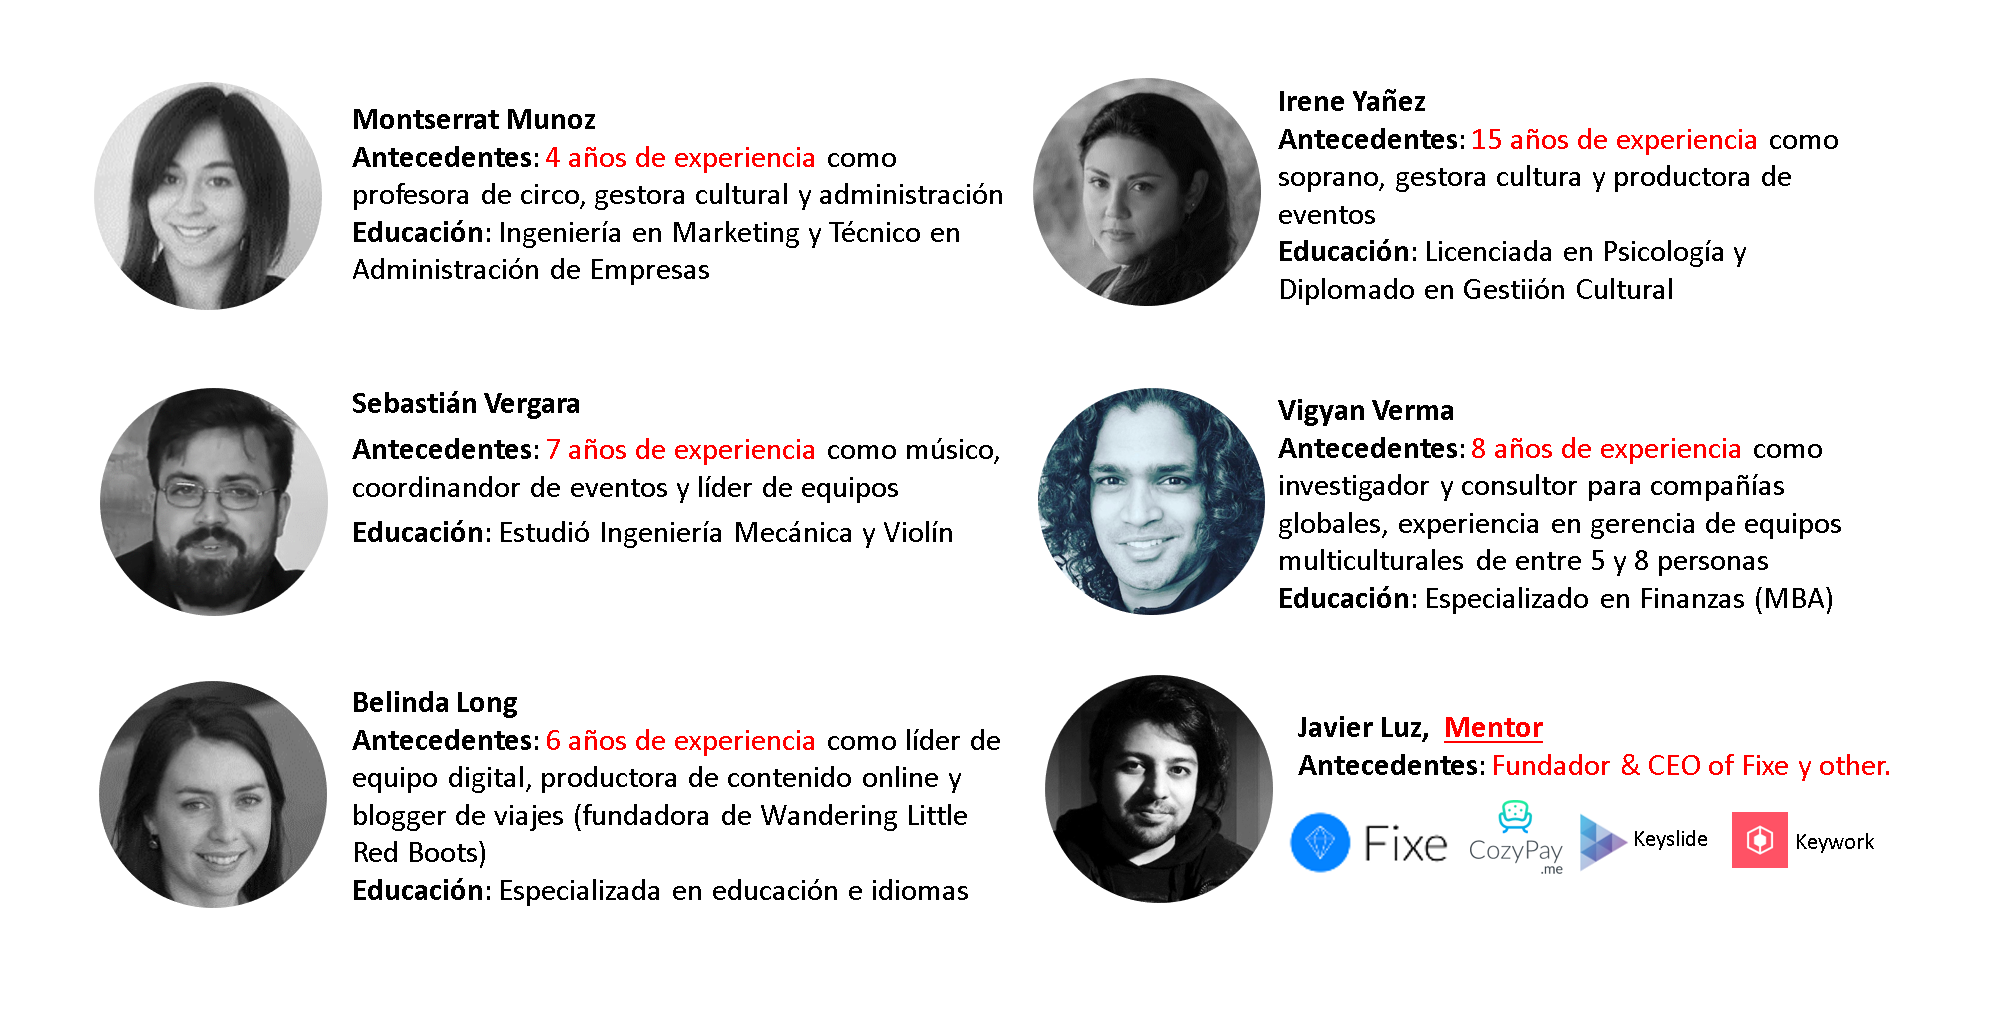 Montserrat Munoz
Antecedentes: 4 años de experiencia como
profesora de circo, gestora cultural y administración
Educación: Ingeniería en Marketing y Técnico en
Administración de Empresas
Irene Yañez
Antecedentes: 15 años de experiencia como
soprano, gestora cultura y productora de
eventos
Educación: Licenciada en Psicología y
Diplomado en Gestiión Cultural
Sebastián Vergara
Antecedentes: 7 años de experiencia como músico,
coordinandor de eventos y líder de equipos
Educación: Estudió Ingeniería Mecánica y Violín
Vigyan Verma
Antecedentes: 8 años de experiencia como
investigador y consultor para compañías
globales, experiencia en gerencia de equipos
multiculturales de entre 5 y 8 personas
Educación: Especializado en Finanzas (MBA)
Belinda Long
Antecedentes: 6 años de experiencia como líder de
equipo digital, productora de contenido online y
blogger de viajes (fundadora de Wandering Little
Red Boots)
Educación: Especializada en educación e idiomas
Javier Luz, Mentor
Antecedentes: Fundador & CEO of Fixe y other.
Fixe
CozyPay
.me
Keyslide
Keywork